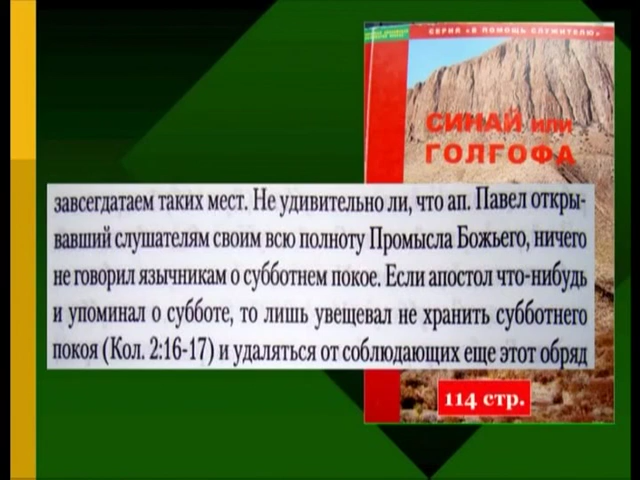 СЕРИЯ «В ПОМОЩЬ СЛУЖИТЕЛЮ»
СИНАЙ или
ГОЛГОФА
завсегдатаем таких мест. Не удивительно ли, что ап. Павел откры-
вавший слушателям своим всю полноту Промысла Божьего, ничего
не говорил язычникам о субботнем покое. Если апостол что-нибудь
и упоминал о субботе, то лишь увещевал не хранить субботнего
покоя (Кол. 2:16-17) и удаляться от соблюдающих еще этот обряд
114 стр.